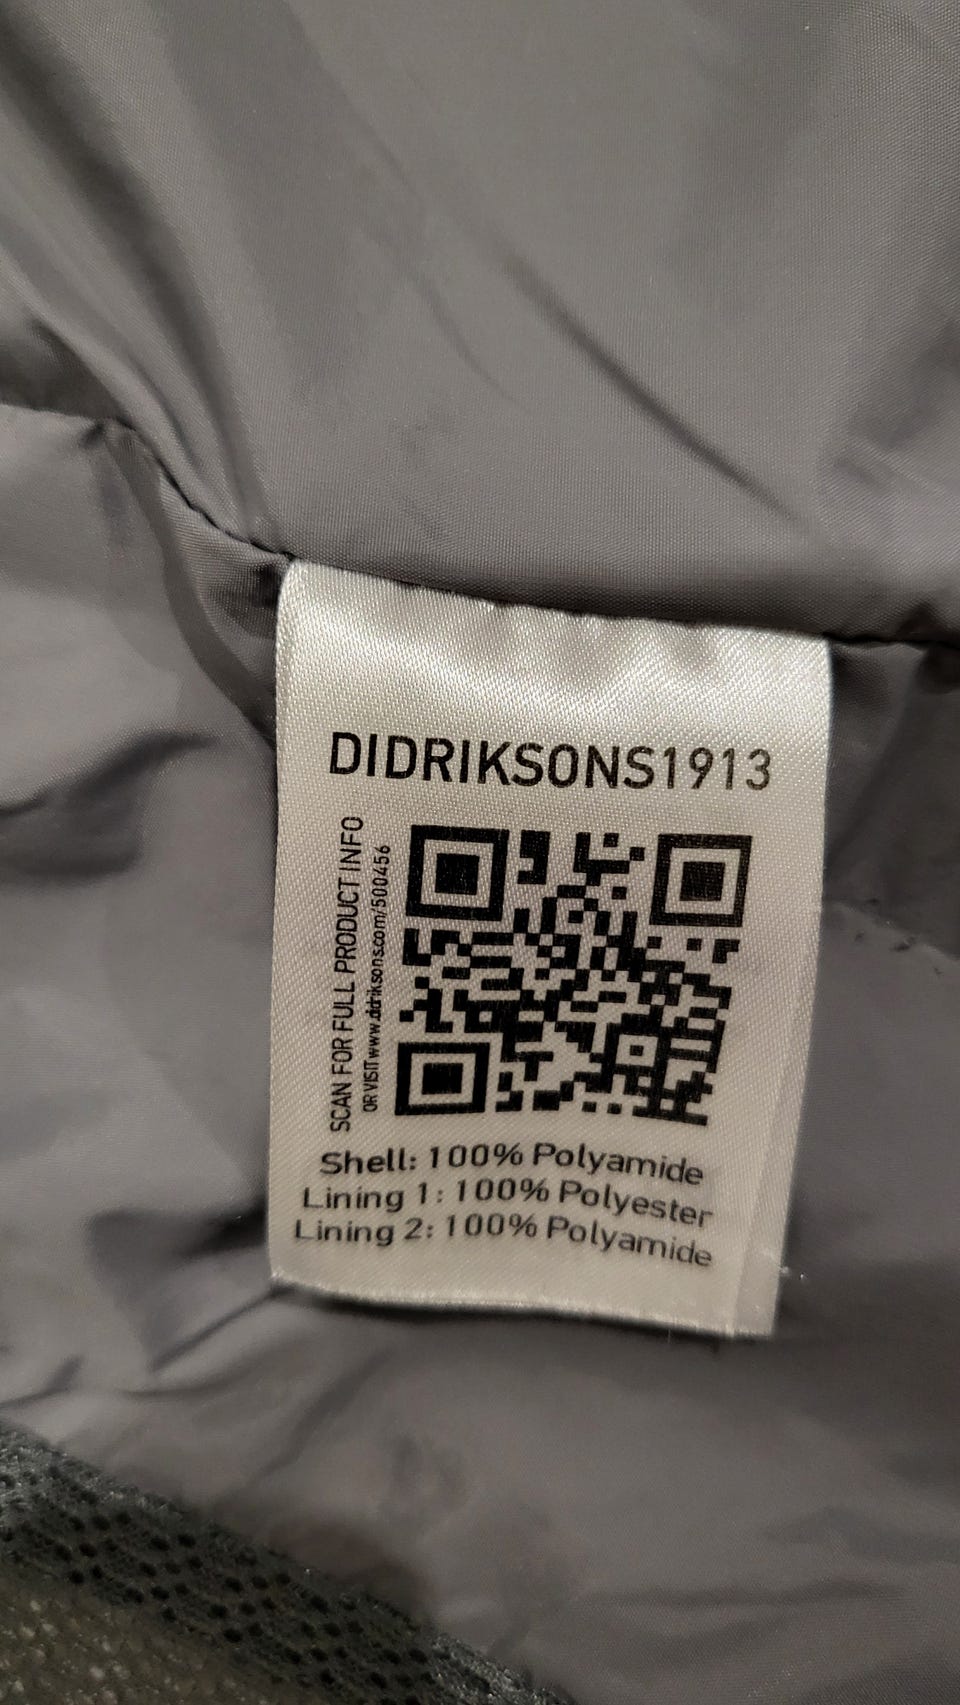 DIDRIKSONS1913
SCAN FOR FULL PRODUCT INFO
OR VISIT www.didriksons.com/500456
Shell: 100% Polyamide
Lining 1: 100% Polyester
Lining 2: 100% Polyamide